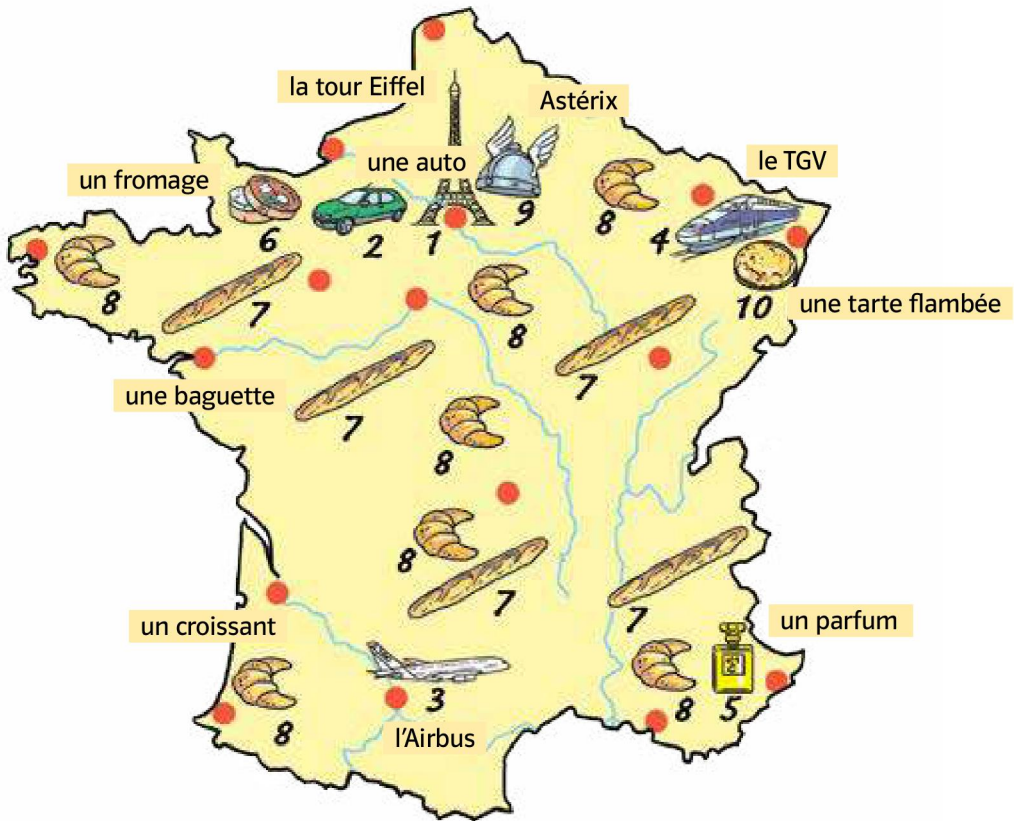 la tour Eiffel
Astérix
une auto
le TGV
un fromage
9
8
4
6
2
1
8
7
8
10
une tarte flambée
7
une baguette
7
8
8
7
7
un croissant
un parfum
8
3
8
5
l'Airbus